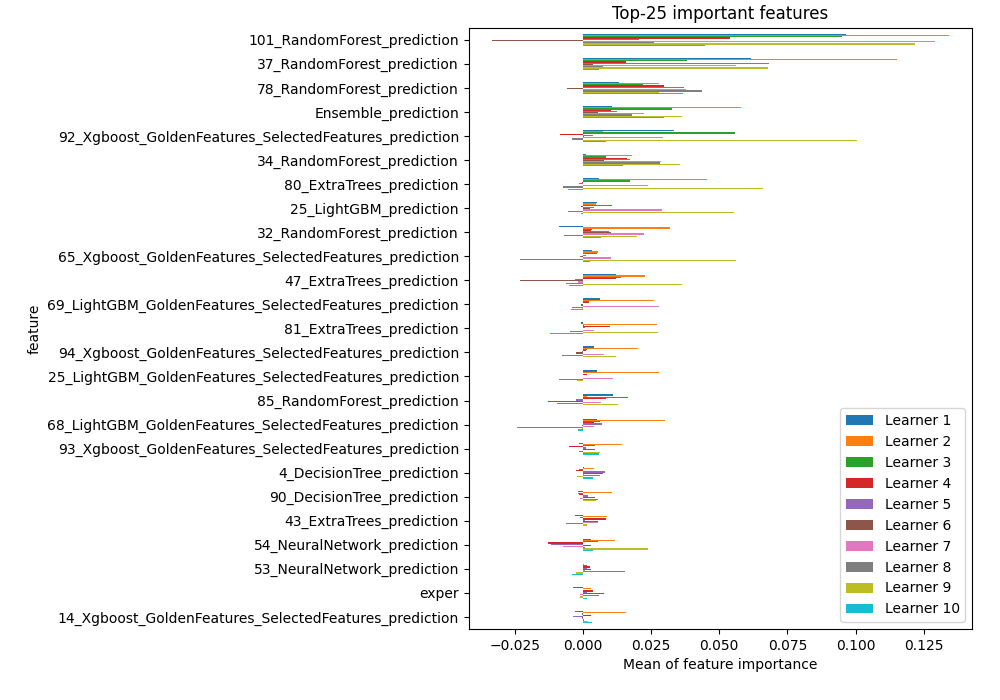 Top-25 important features
101_RandomForest_prediction
37_RandomForest_prediction
78_RandomForest_prediction
Ensemble_prediction
92_Xgboost_GoldenFeatures_SelectedFeatures_prediction
34_RandomForest_prediction
80_ExtraTrees_prediction
25_LightGBM_prediction
32_RandomForest_prediction
65_Xgboost_GoldenFeatures_SelectedFeatures_prediction
47_ExtraTrees_prediction
69_LightGBM_GoldenFeatures_SelectedFeatures_prediction
81_ExtraTrees_prediction
94_Xgboost_GoldenFeatures_SelectedFeatures_prediction
25_LightGBM_GoldenFeatures_SelectedFeatures_prediction
85_RandomForest_prediction
68_LightGBM_GoldenFeatures_SelectedFeatures_prediction
93_Xgboost_GoldenFeatures_SelectedFeatures_prediction
4_DecisionTree_prediction
90_DecisionTree_prediction
43_ExtraTrees_prediction
54_NeuralNetwork_prediction
53_NeuralNetwork_prediction
exper
14_Xgboost_GoldenFeatures_SelectedFeatures_prediction
feature
Learner 1
Learner 2
Learner 3
Learner 4
Learner 5
Learner 6
Learner 7
Learner 8
Learner 9
Learner 10
−0.025 0.000 0.025 0.050 0.075 0.100 0.125
Mean of feature importance